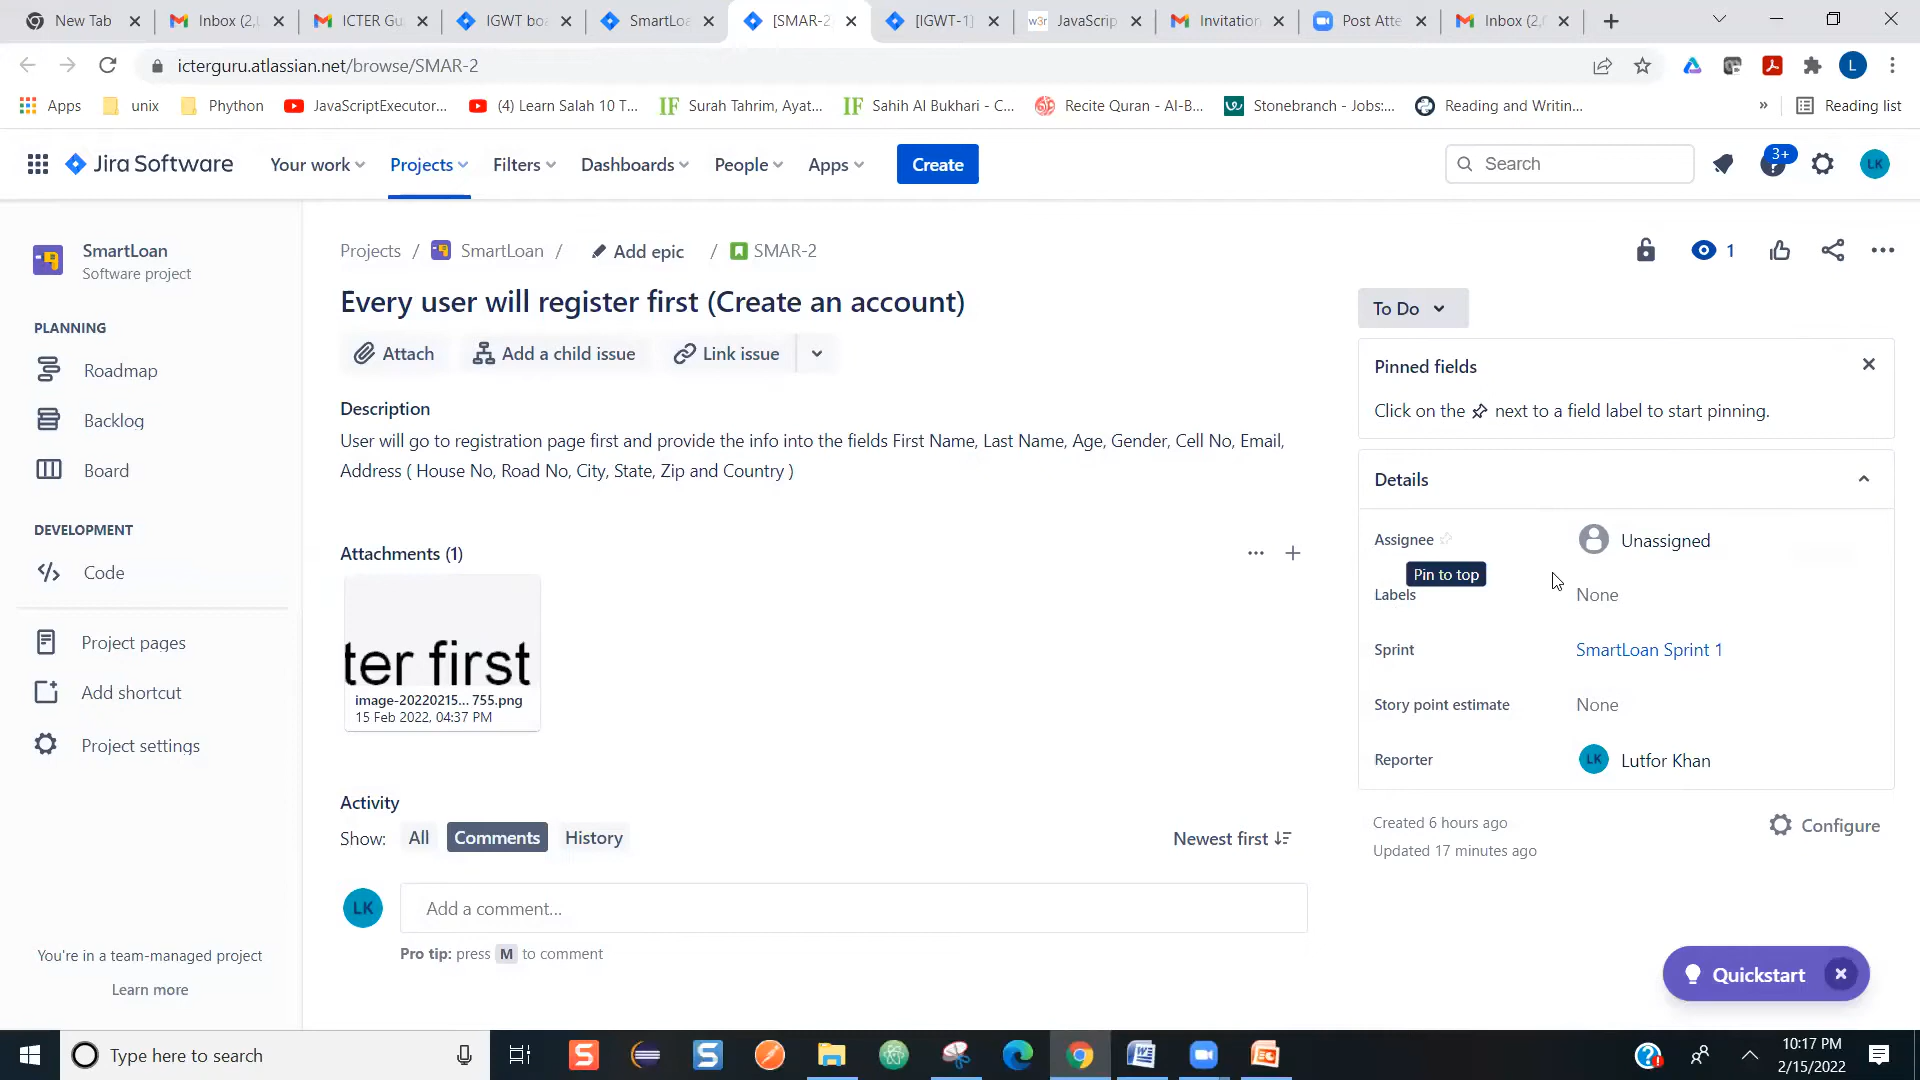 New Tab
Inbox (2,
ICTER Gu
IGWT bo
SmartLoa
[SMAR-2
[IGWT-1]
w3r JavaScrip
Invitation
Post Atte
Inbox (2,
icterguru.atlassian.net/browse/SMAR-2
L
Apps
unix
Phython
JavaScriptExecutor...
(4) Learn Salah 10 T...
IF Surah Tahrim, Ayat...
IF Sahih Al Bukhari - C...
Recite Quran - Al-B...
Stonebranch - Jobs:...
Reading and Writin...
»
Reading list
Jira Software
Your work
Projects
Filters
Dashboards
People
Apps
Create
Search
3+
LK
SmartLoan
Software project
PLANNING
Roadmap
Backlog
Board
DEVELOPMENT
Code
Project pages
Add shortcut
Project settings
You're in a team-managed project
Learn more
Projects / SmartLoan / Add epic / SMAR-2
Every user will register first (Create an account)
Attach
Add a child issue
Link issue
Description
User will go to registration page first and provide the info into the fields First Name, Last Name, Age, Gender, Cell No, Email,
Address ( House No, Road No, City, State, Zip and Country )
Attachments (1)
ter first
image-20220215... 755.png
15 Feb 2022, 04:37 PM
Activity
Show: All Comments History
Newest first
LK
Add a comment...
Pro tip: press M to comment
1
To Do
Pinned fields
Click on the next to a field label to start pinning.
Details
Assignee
Unassigned
Pin to top
Labels
None
Sprint
SmartLoan Sprint 1
Story point estimate
None
Reporter
LK Lutfor Khan
Created 6 hours ago
Updated 17 minutes ago
Configure
Quickstart
Type here to search
10:17 PM
2/15/2022